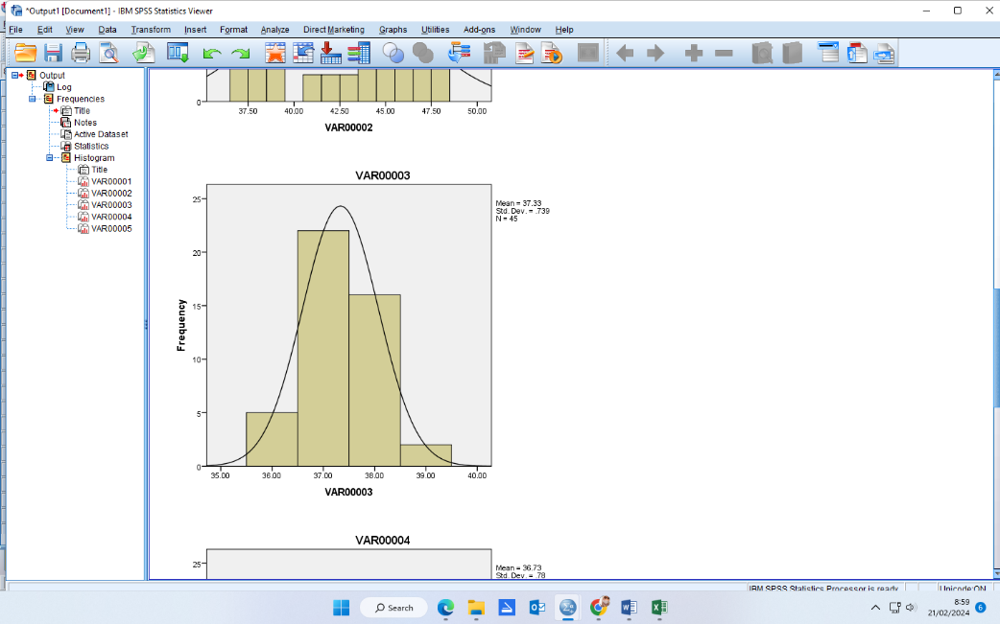 *Output1 [Document1] - IBM SPSS Statistics Viewer
File Edit View Data Transform Insert Format Analyze Direct Marketing Graphs Utilities Add-ons Window Help
Output
Log
Frequencies
Title
Notes
Active Dataset
Statistics
Histogram
Title
VAR00001
VAR00002
VAR00003
VAR00004
VAR00005
0
37.50 40.00 42.50 45.00 47.50 50.00
VAR00002
VAR00003
Mean = 37.33
Std. Dev. = .739
N = 45
25
20
15
10
5
0
Frequency
35.00 36.00 37.00 38.00 39.00 40.00
VAR00003
VAR00004
25
Mean = 36.73
Std. Dev. = .78
IBM SPSS Statistics Processor is ready Unicode:ON
Search
8:59
21/02/2024
6